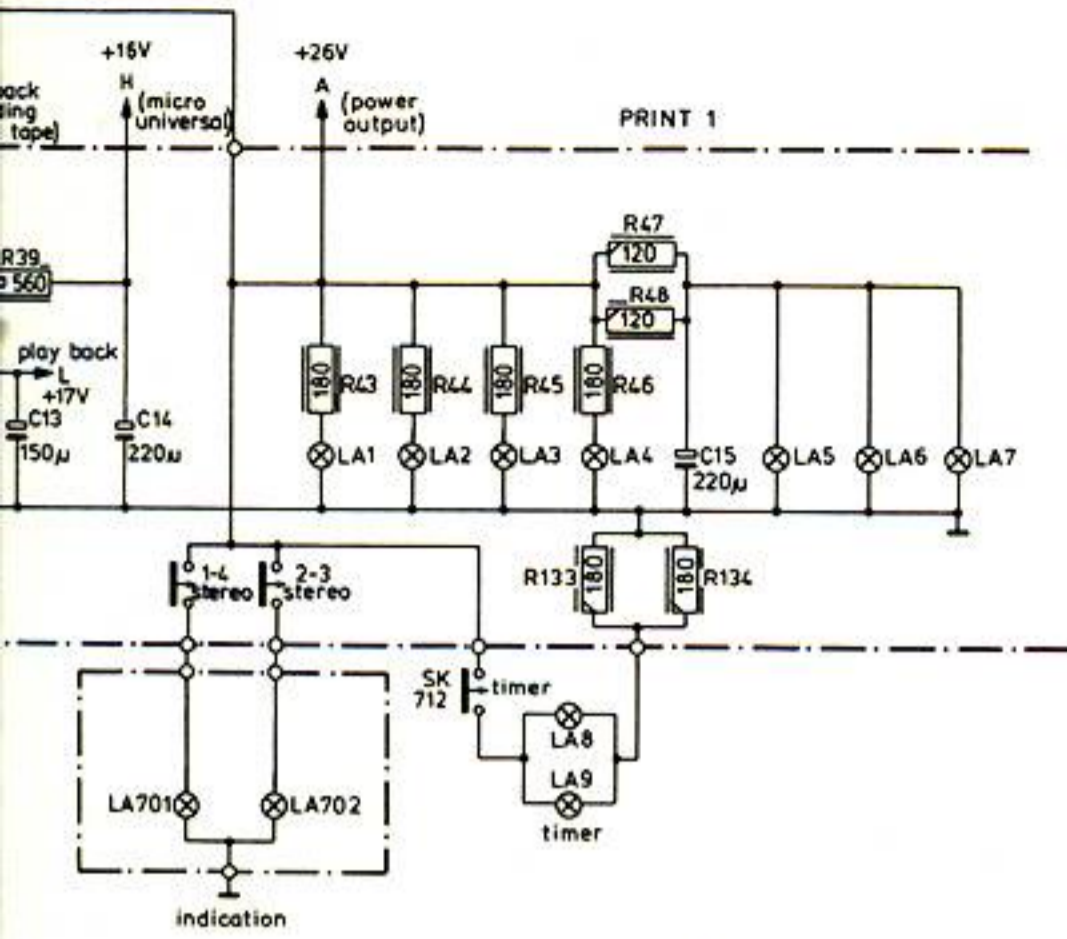 +16V
+26V
H
A
(micro
universal)
(power
output)
tape)
PRINT 1
R39
560
R47
120
R48
120
play back
L
+17V
C13
150µ
C14
220µ
180
R43
180
R44
180
R45
180
R46
LA1
LA2
LA3
LA4
C15
220µ
LA5
LA6
LA7
1-4
stereo
2-3
stereo
R133
180
180
R134
SK
712
timer
LA8
LA9
timer
LA701
LA702
indication